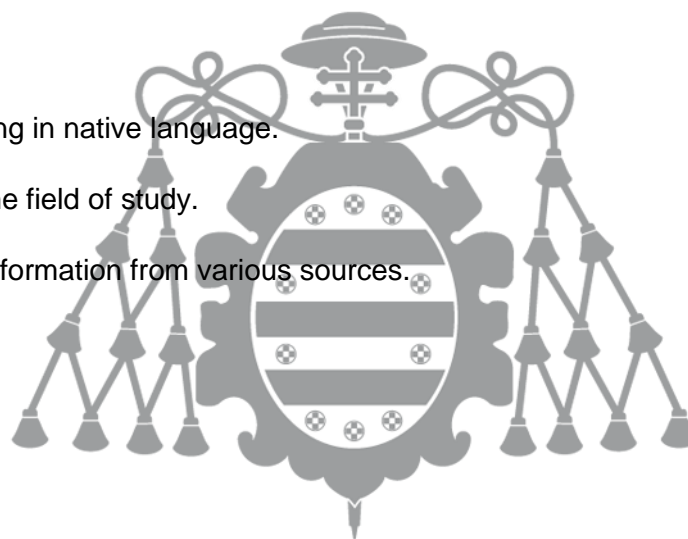 ng in native language.
e field of study.
formation from various sources.